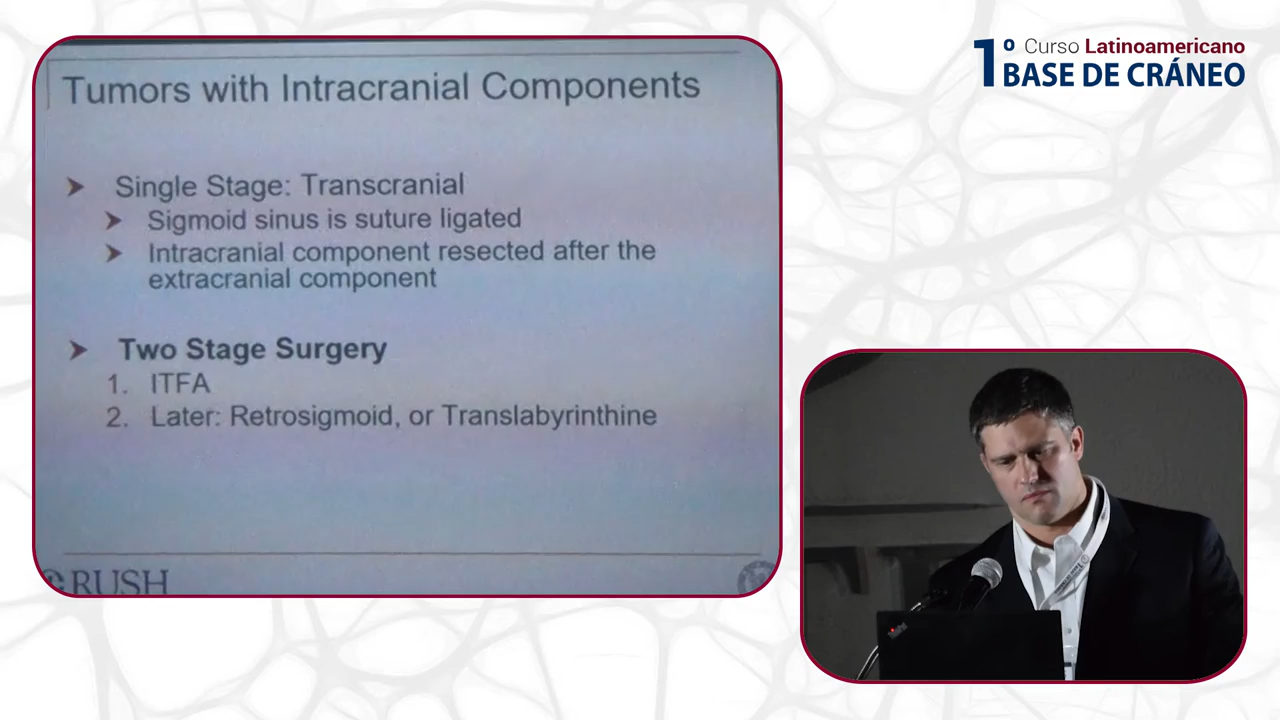 Tumors with Intracranial Components
Single Stage: Transcranial
Sigmoid sinus is suture ligated
Intracranial component resected after the
extracranial component
Two Stage Surgery
1. ITFA
2. Later: Retrosigmoid, or Translabyrinthine
RUSH
1º Curso Latinoamericano
BASE DE CRÁNEO